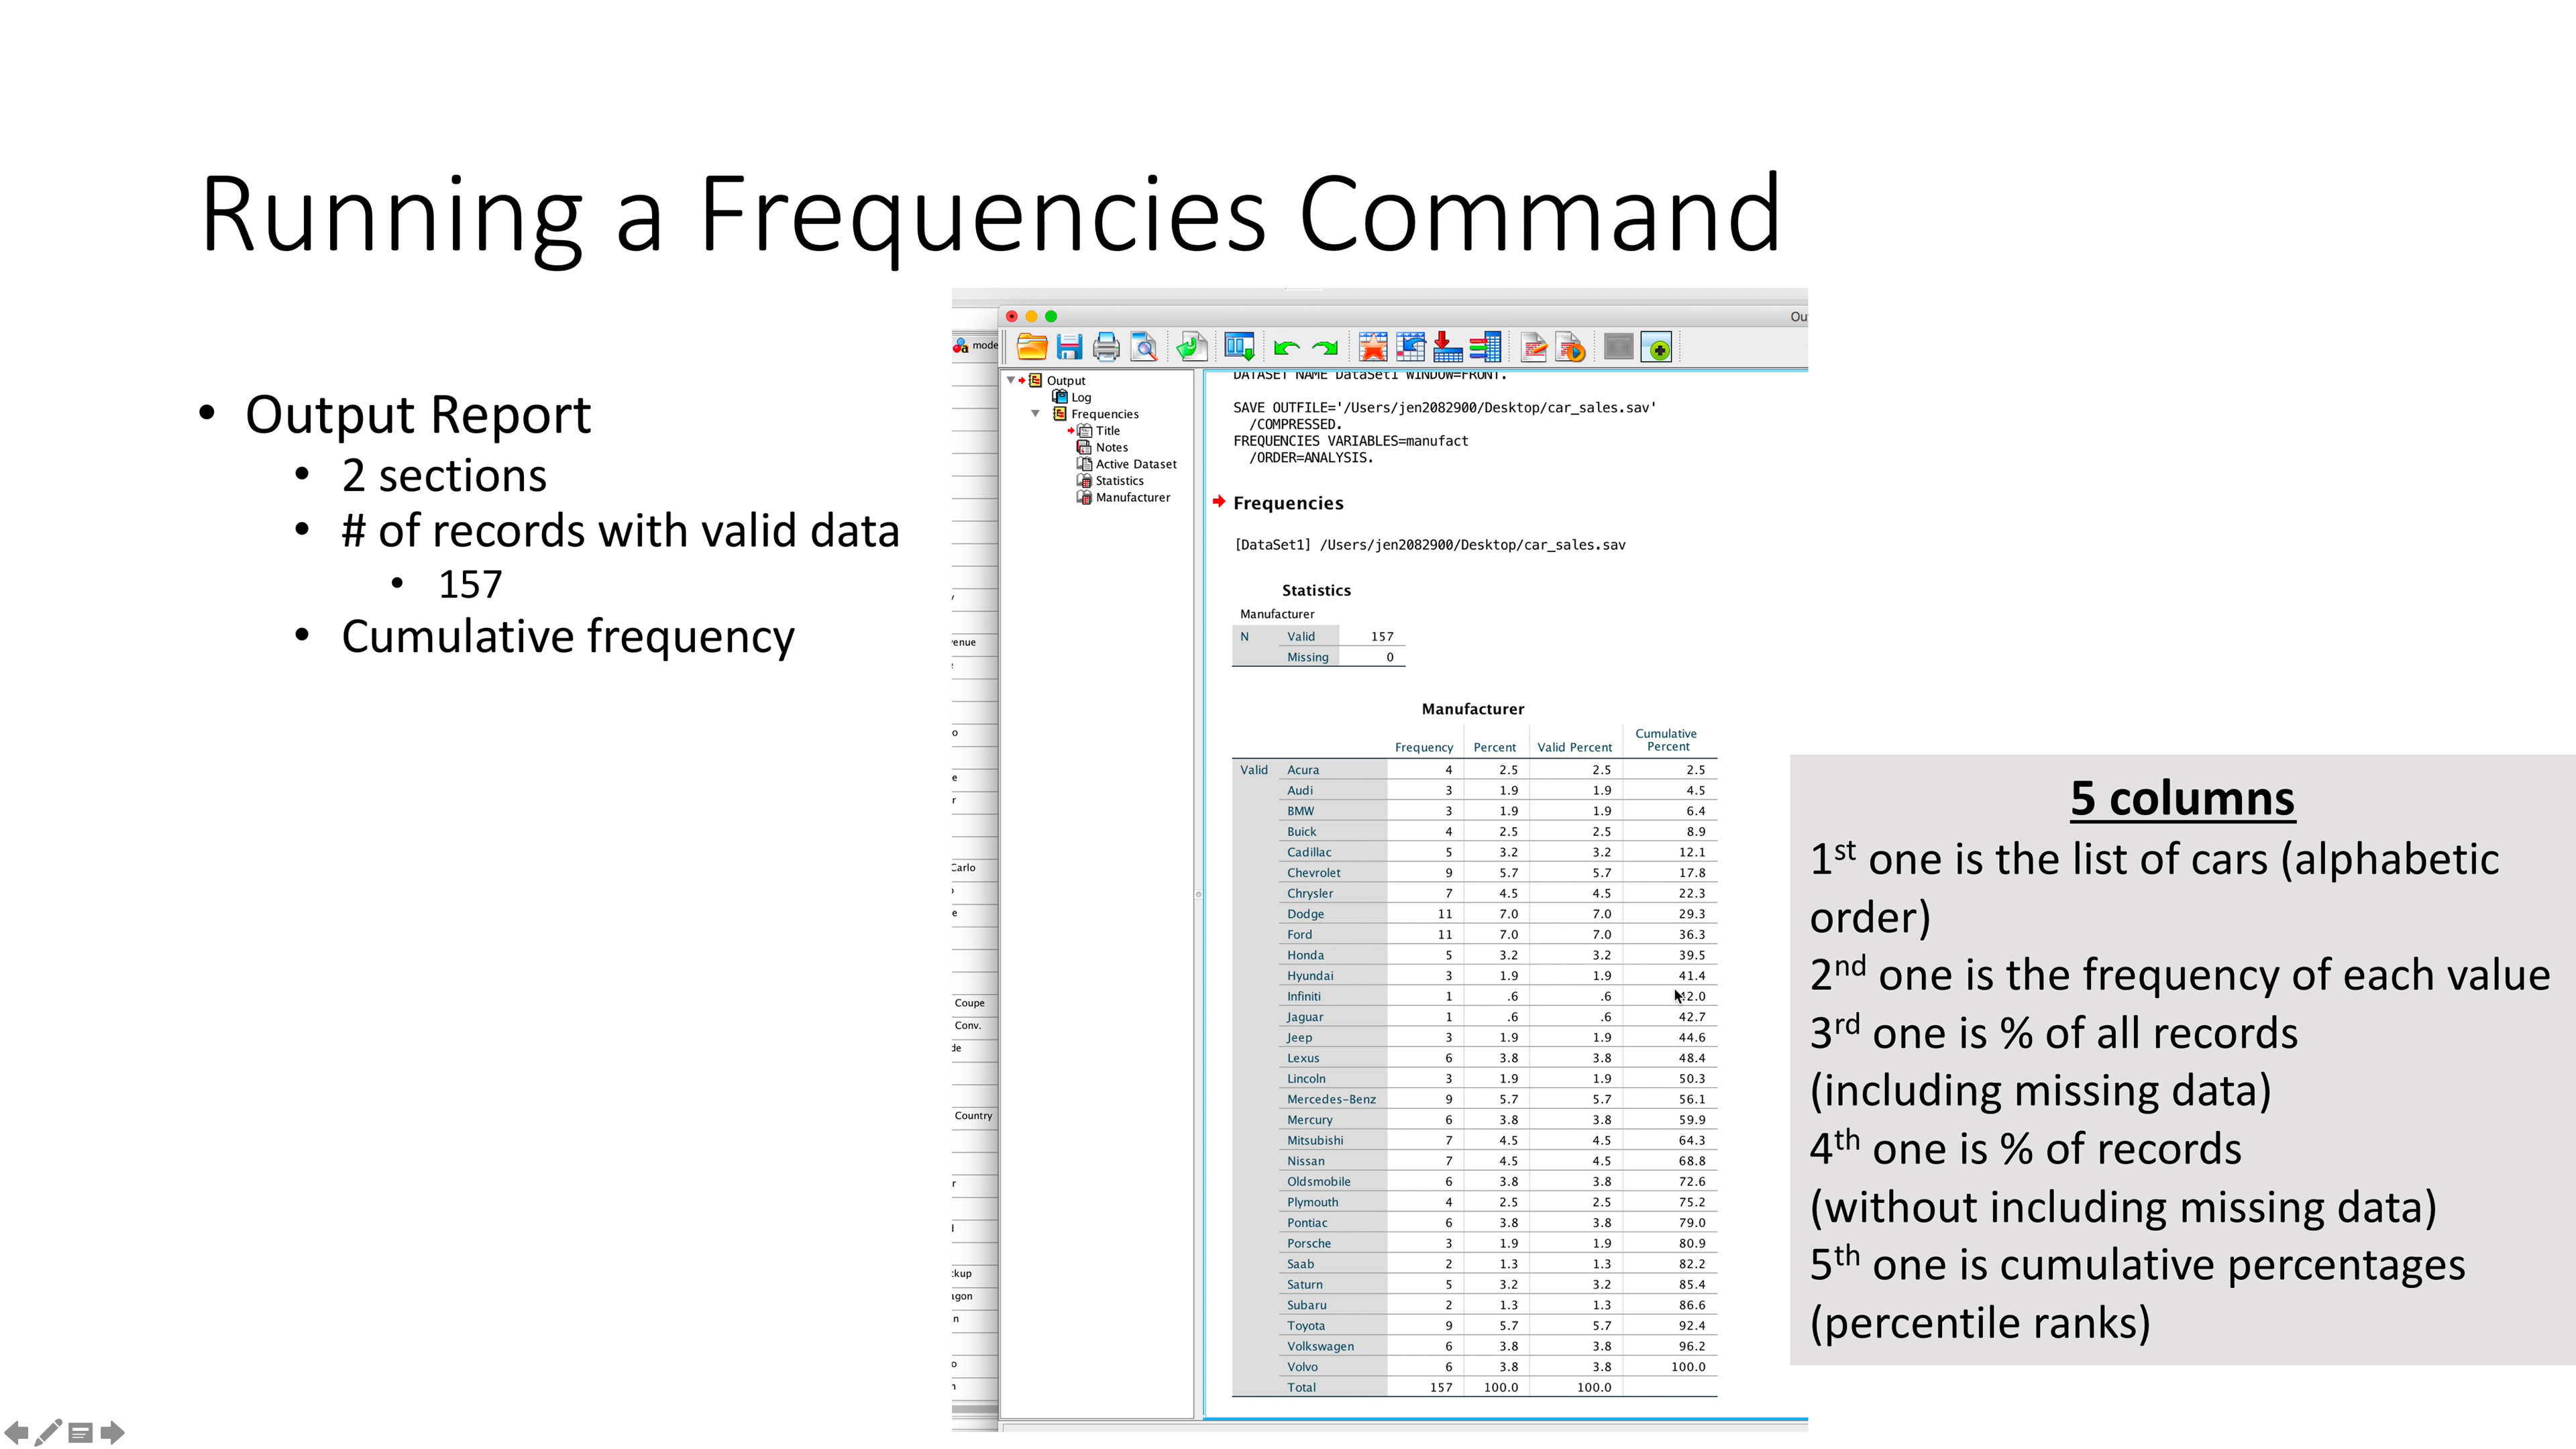 Running a Frequencies Command
• Output Report
• 2 sections
• # of records with valid data
• 157
• Cumulative frequency
Ou
mode
enue
o
e
r
Carlo
e
Coupe
Conv.
de
Country
r
kup
agon
n
o
Output
Log
Frequencies
Title
Notes
Active Dataset
Statistics
Manufacturer
DATASET NAME DataSet1 WINDOW=FRONT.
SAVE OUTFILE='/Users/jen2082900/Desktop/car_sales.sav'
/COMPRESSED.
FREQUENCIES VARIABLES=manufact
/ORDER=ANALYSIS.
Frequencies
[DataSet1] /Users/jen2082900/Desktop/car_sales.sav
Statistics
Manufacturer
N Valid 157
Missing 0
Manufacturer
Frequency Percent Valid Percent Cumulative Percent
Valid Acura 4 2.5 2.5 2.5
Audi 3 1.9 1.9 4.5
BMW 3 1.9 1.9 6.4
Buick 4 2.5 2.5 8.9
Cadillac 5 3.2 3.2 12.1
Chevrolet 9 5.7 5.7 17.8
Chrysler 7 4.5 4.5 22.3
Dodge 11 7.0 7.0 29.3
Ford 11 7.0 7.0 36.3
Honda 5 3.2 3.2 39.5
Hyundai 3 1.9 1.9 41.4
Infiniti 1 .6 .6 2.0
Jaguar 1 .6 .6 42.7
Jeep 3 1.9 1.9 44.6
Lexus 6 3.8 3.8 48.4
Lincoln 3 1.9 1.9 50.3
Mercedes-Benz 9 5.7 5.7 56.1
Mercury 6 3.8 3.8 59.9
Mitsubishi 7 4.5 4.5 64.3
Nissan 7 4.5 4.5 68.8
Oldsmobile 6 3.8 3.8 72.6
Plymouth 4 2.5 2.5 75.2
Pontiac 6 3.8 3.8 79.0
Porsche 3 1.9 1.9 80.9
Saab 2 1.3 1.3 82.2
Saturn 5 3.2 3.2 85.4
Subaru 2 1.3 1.3 86.6
Toyota 9 5.7 5.7 92.4
Volkswagen 6 3.8 3.8 96.2
Volvo 6 3.8 3.8 100.0
Total 157 100.0 100.0
5 columns
1st one is the list of cars (alphabetic
order)
2nd one is the frequency of each value
3rd one is % of all records
(including missing data)
4th one is % of records
(without including missing data)
5th one is cumulative percentages
(percentile ranks)